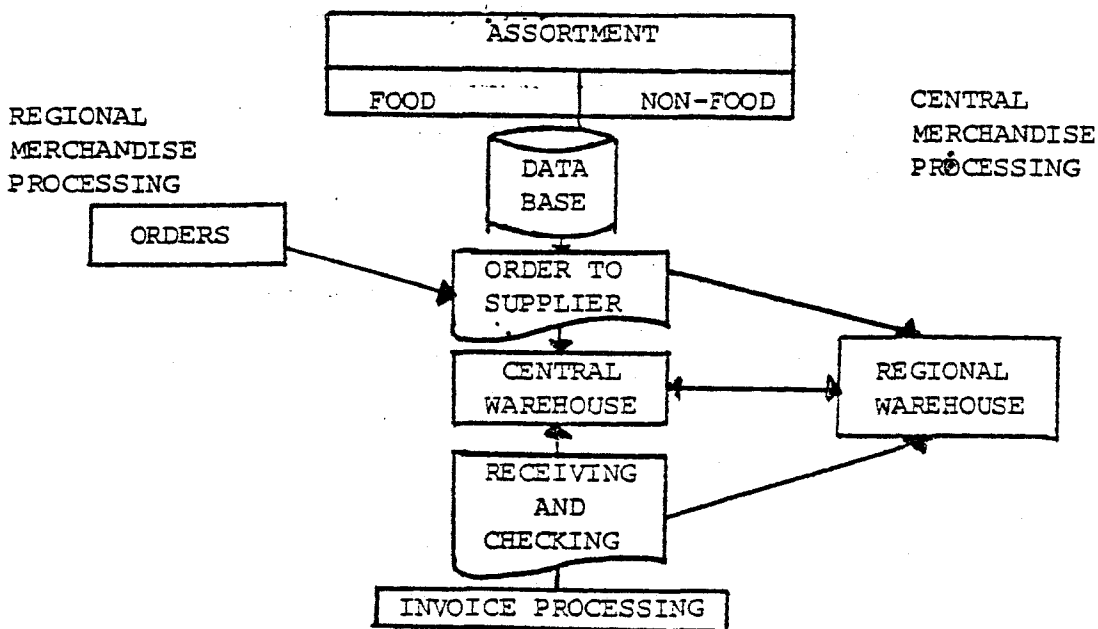 ASSORTMENT
FOOD
NON-FOOD
REGIONAL
MERCHANDISE
PROCESSING
CENTRAL
MERCHANDISE
PROCESSING
DATA
BASE
ORDERS
ORDER TO
SUPPLIER
CENTRAL
WAREHOUSE
REGIONAL
WAREHOUSE
RECEIVING
AND
CHECKING
INVOICE PROCESSING